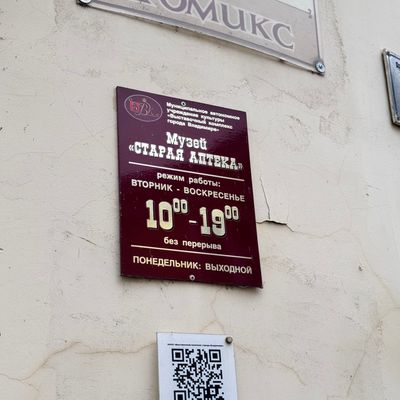 КОМИКС
Муниципальное автономное
учреждение культуры
«Выставочный комплекс
города Владимира»
Музей
«СТАРАЯ АПТЕКА»
режим работы:
ВТОРНИК - ВОСКРЕСЕНЬЕ
10⁰⁰ - 19⁰⁰
без перерыва
ПОНЕДЕЛЬНИК: ВЫХОДНОЙ